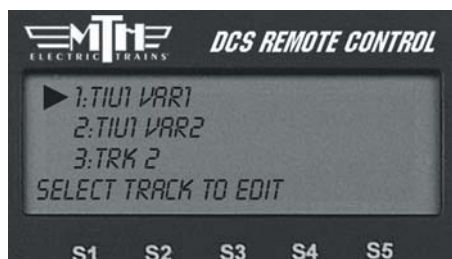 MTH DCS REMOTE CONTROL
ELECTRIC TRAINS
1:TIU1 VAR1
2:TIU1 VAR2
3:TRK 2
SELECT TRACK TO EDIT
S1 S2 S3 S4 S5